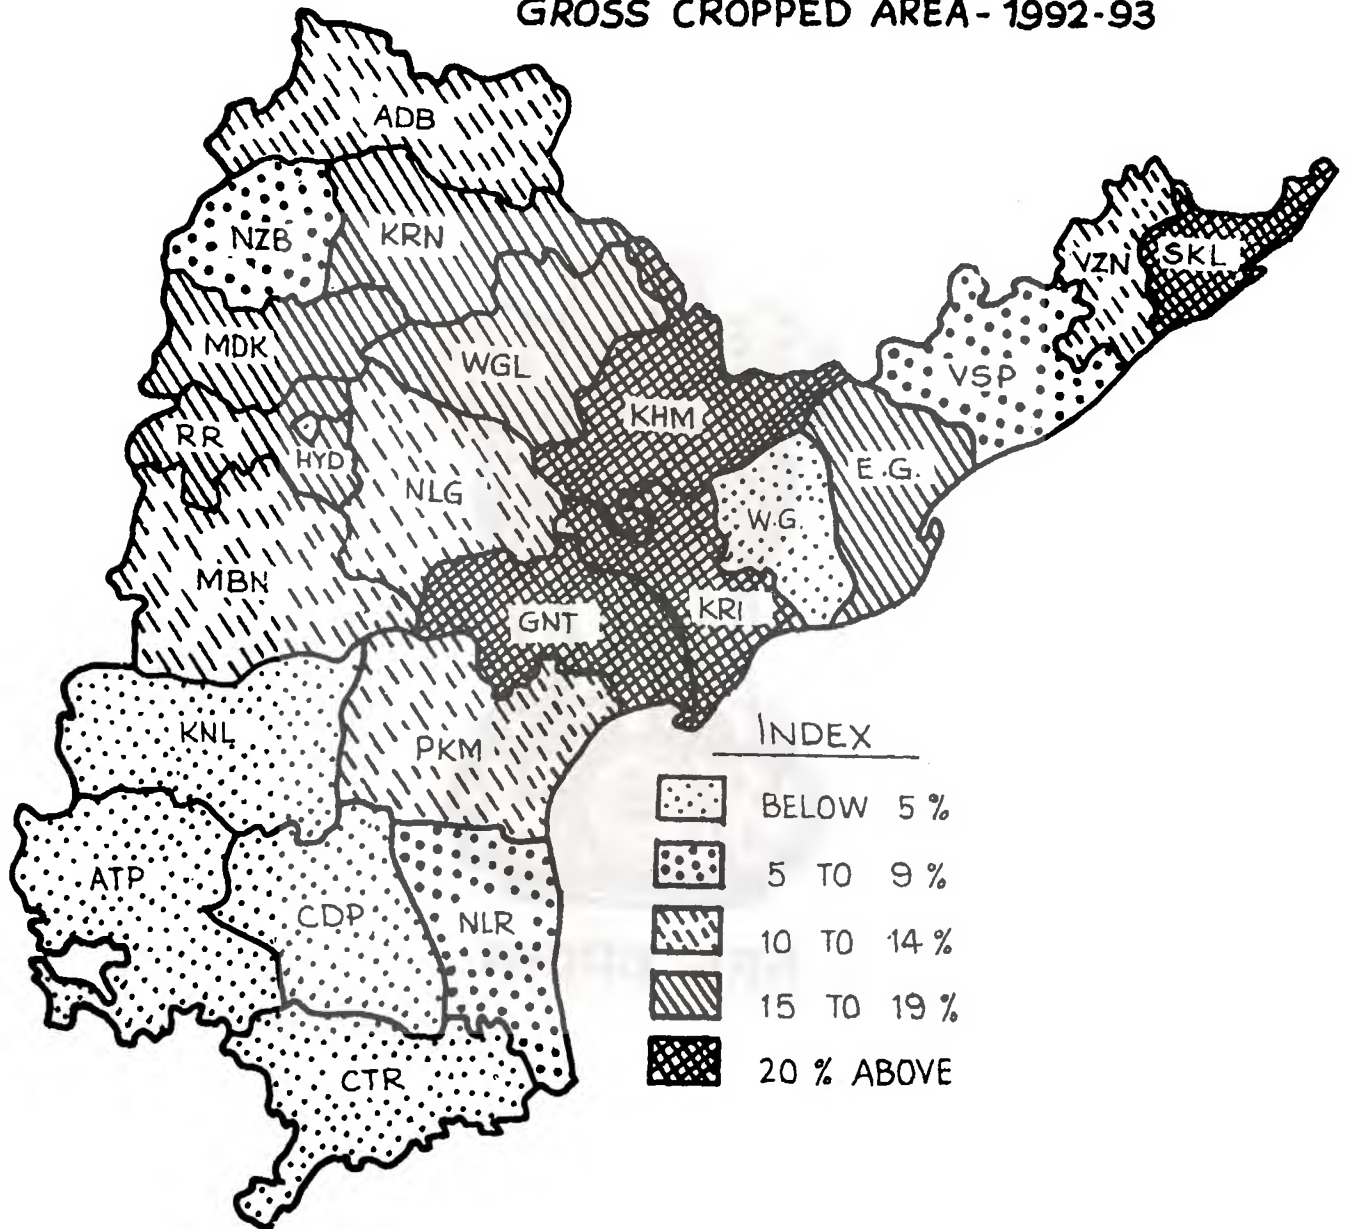 GROSS CROPPED AREA - 1992-93
ADB
NZB
KRN
VZN
SKL
MDK
WGL
VSP
KHM
RR
HYD
NLG
E.G.
W.G.
MBN
GNT
KRI
KNL
PKM
INDEX
BELOW 5 %
5 TO 9 %
10 TO 14 %
15 TO 19 %
20 % ABOVE
ATP
CDP
NLR
CTR